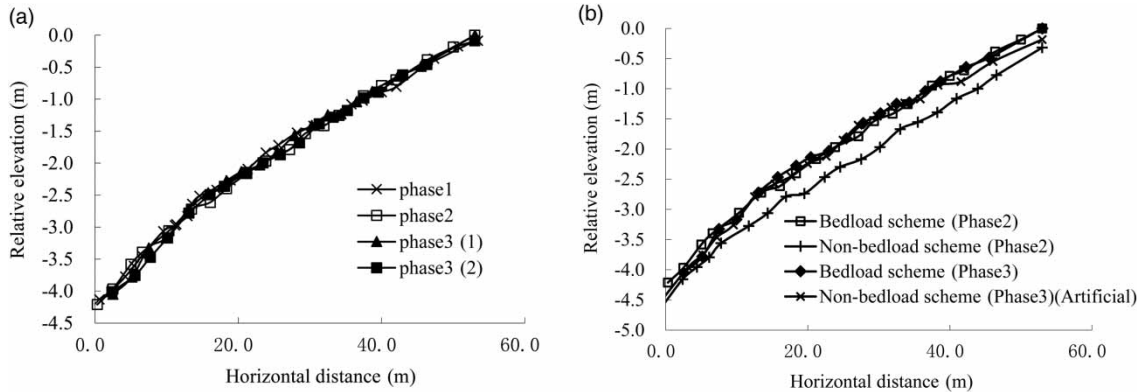 (a)
0.0
-0.5
-1.0
-1.5
-2.0
-2.5
-3.0
-3.5
-4.0
-4.5
Relative elevation (m)
phase1
phase2
phase3 (1)
phase3 (2)
0.0 20.0 40.0 60.0
Horizontal distance (m)
(b)
0.0
-0.5
-1.0
-1.5
-2.0
-2.5
-3.0
-3.5
-4.0
-4.5
-5.0
Relative elevation (m)
Bedload scheme (Phase2)
Non-bedload scheme (Phase2)
Bedload scheme (Phase3)
Non-bedload scheme (Phase3)(Artificial)
0.0 20.0 40.0 60.0
Horizontal distance (m)